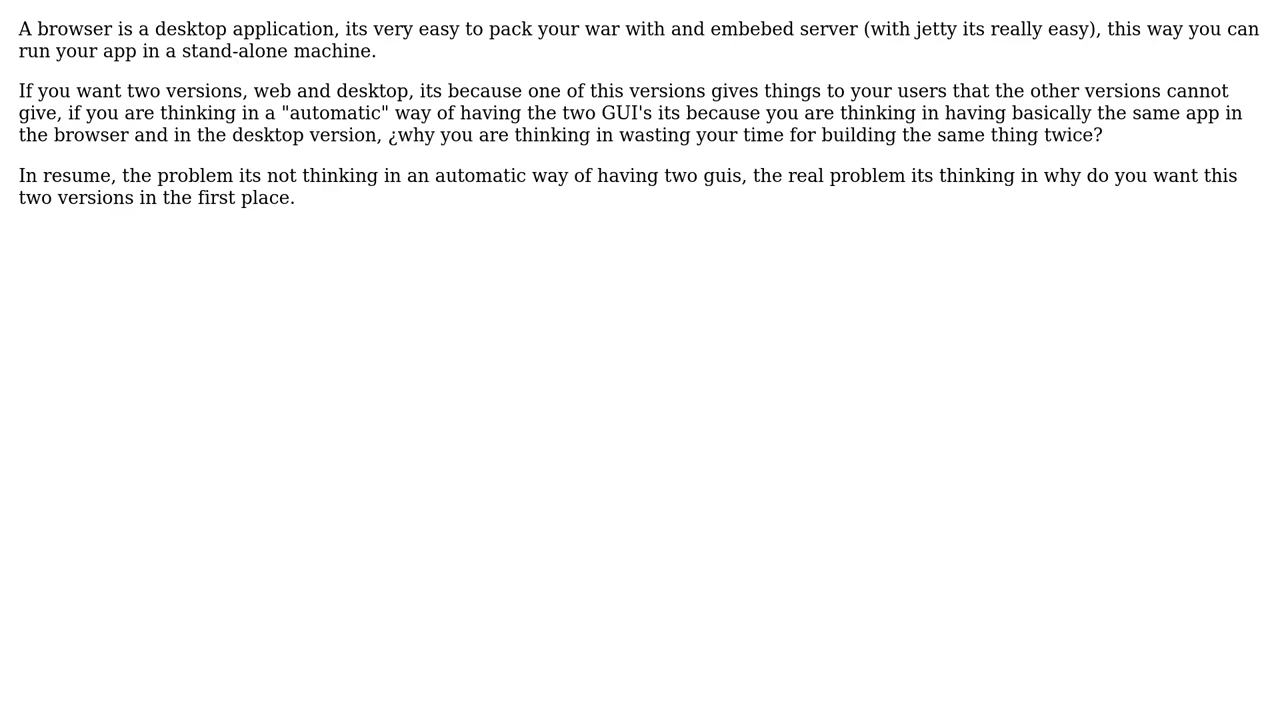 A browser is a desktop application, its very easy to pack your war with and embebed server (with jetty its really easy), this way you can
run your app in a stand-alone machine.
If you want two versions, web and desktop, its because one of this versions gives things to your users that the other versions cannot
give, if you are thinking in a "automatic" way of having the two GUI's its because you are thinking in having basically the same app in
the browser and in the desktop version, ¿why you are thinking in wasting your time for building the same thing twice?
In resume, the problem its not thinking in an automatic way of having two guis, the real problem its thinking in why do you want this
two versions in the first place.